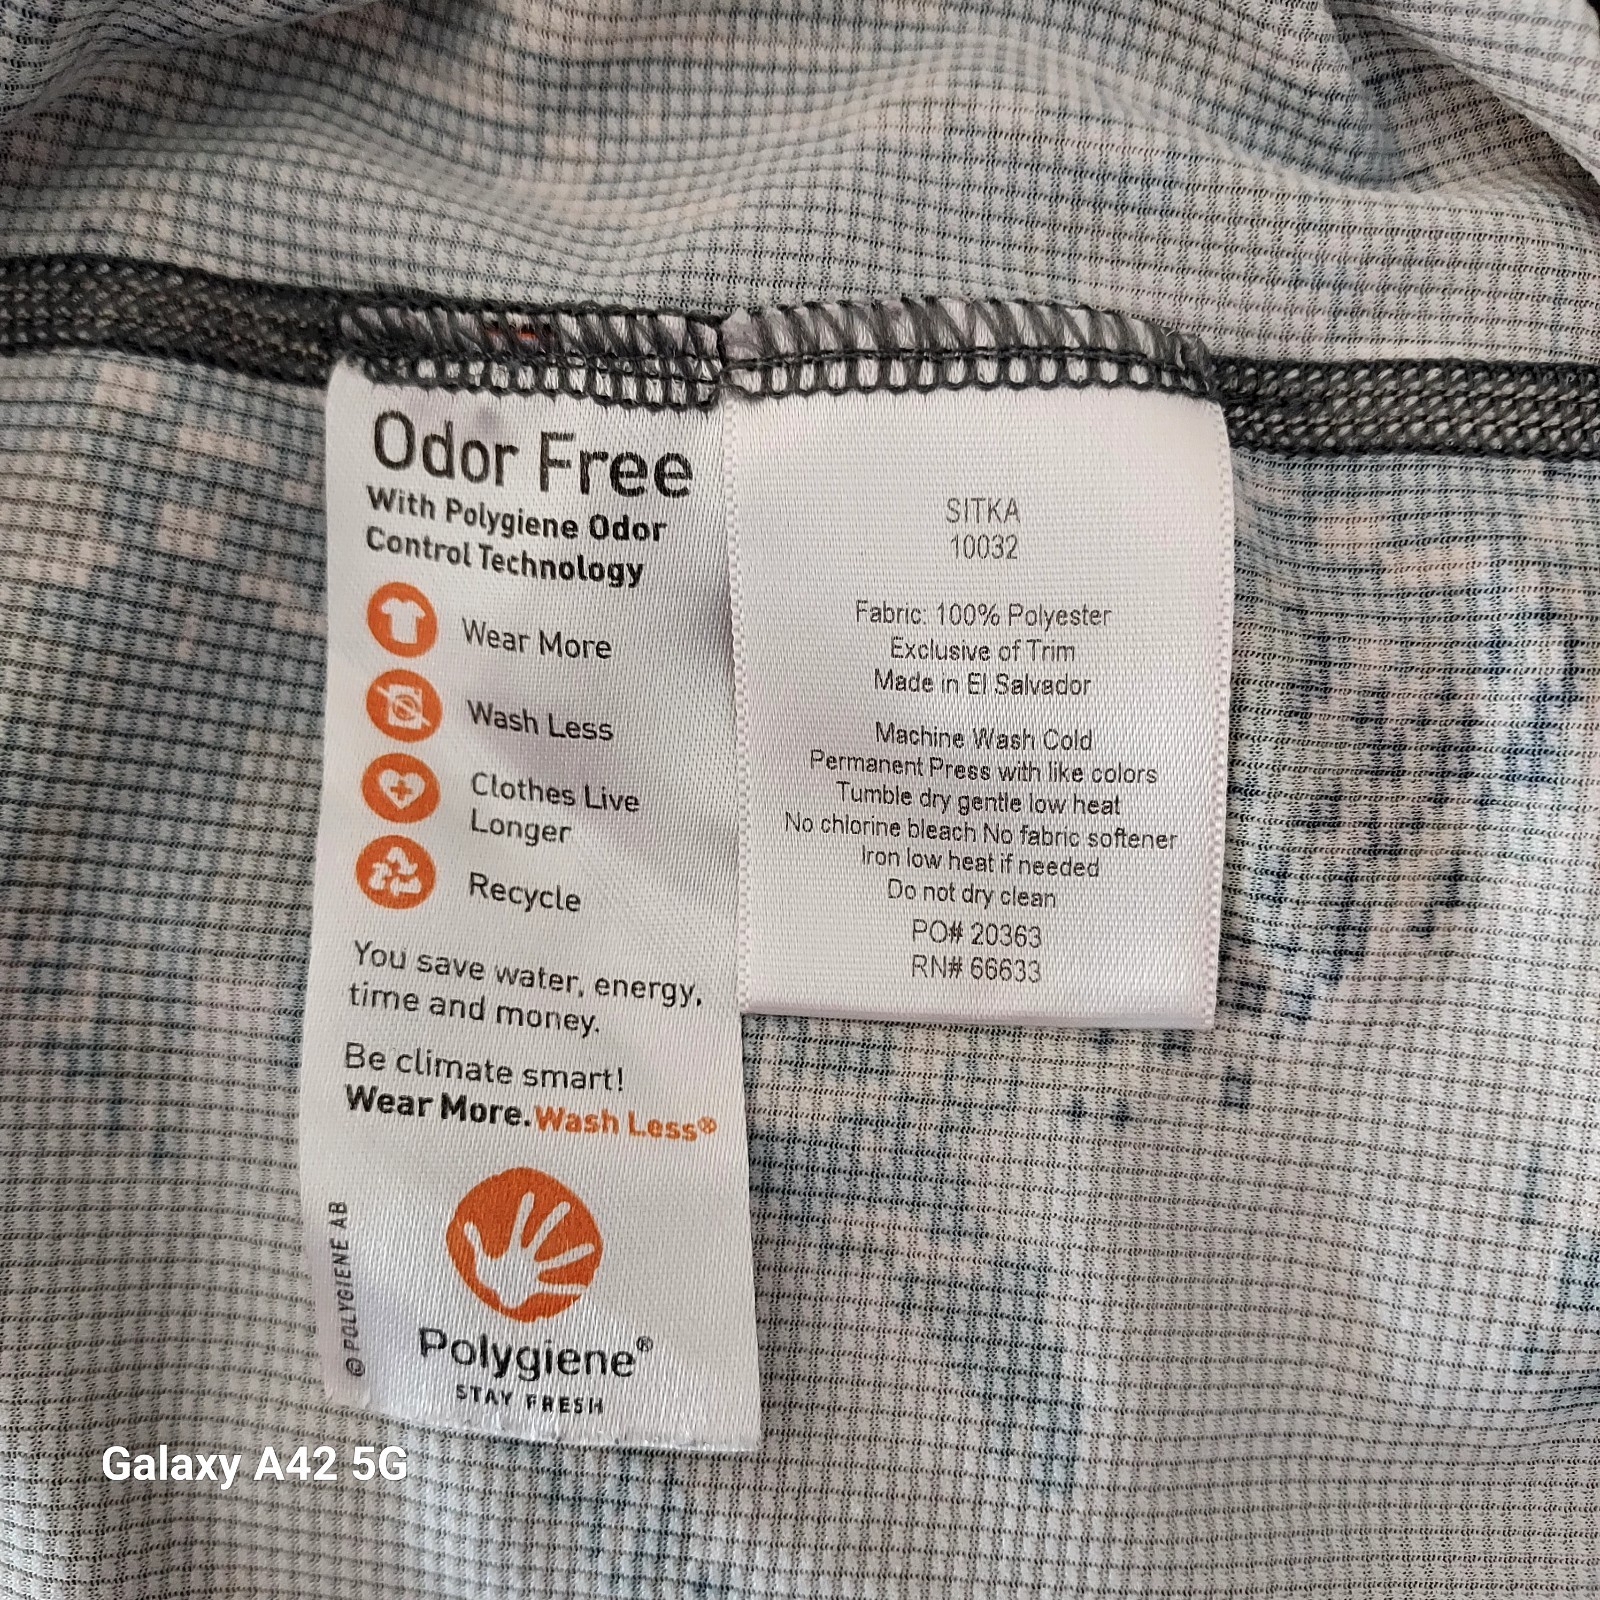 Odor Free
With Polygiene Odor
Control Technology
Wear More
Wash Less
Clothes Live
Longer
Recycle
You save water, energy,
time and money.
Be climate smart!
Wear More. Wash Less®
© POLYGIENE AB
Polygiene®
STAY FRESH
SITKA
10032
Fabric: 100% Polyester
Exclusive of Trim
Made in El Salvador
Machine Wash Cold
Permanent Press with like colors
Tumble dry gentle low heat
No chlorine bleach No fabric softener
Iron low heat if needed
Do not dry clean
PO# 20363
RN# 66633
Galaxy A42 5G